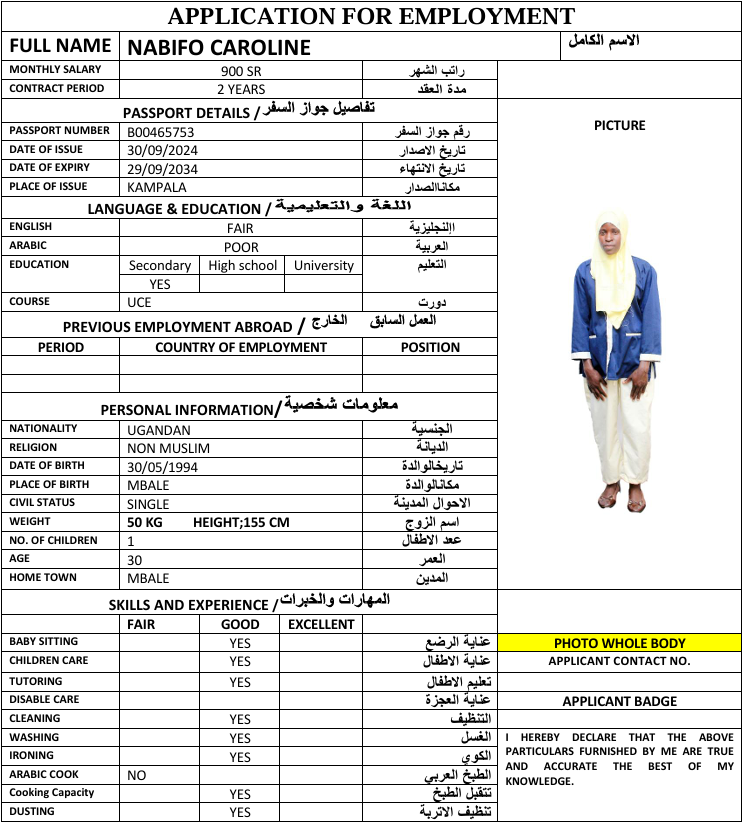 APPLICATION FOR EMPLOYMENT
FULL NAME NABIFO CAROLINE الاسم الكامل
MONTHLY SALARY 900 SR راتب الشهر
CONTRACT PERIOD 2 YEARS مدة العقد
PASSPORT DETAILS / تفاصيل جواز السفر
PICTURE
PASSPORT NUMBER B00465753 رقم جواز السفر
DATE OF ISSUE 30/09/2024 تاريخ الاصدار
DATE OF EXPIRY 29/09/2034 تاريخ الانتهاء
PLACE OF ISSUE KAMPALA مكاناالصدار
LANGUAGE & EDUCATION / اللغة والتعليمية
ENGLISH FAIR اإلنجليزية
ARABIC POOR العربية
EDUCATION Secondary High school University التعليم
YES
COURSE UCE دورت
PREVIOUS EMPLOYMENT ABROAD / العمل السابق الخارج
PERIOD COUNTRY OF EMPLOYMENT POSITION
PERSONAL INFORMATION/ معلومات شخصية
NATIONALITY UGANDAN الجنسية
RELIGION NON MUSLIM الديانة
DATE OF BIRTH 30/05/1994 تاريخالوالدة
PLACE OF BIRTH MBALE مكانالوالدة
CIVIL STATUS SINGLE الاحوال المدينة
WEIGHT 50 KG HEIGHT;155 CM اسم الزوج
NO. OF CHILDREN 1 عدد الاطفال
AGE 30 العمر
HOME TOWN MBALE المدين
SKILLS AND EXPERIENCE / المهارات والخبرات
FAIR GOOD EXCELLENT
BABY SITTING YES عناية الرضع
PHOTO WHOLE BODY
CHILDREN CARE YES عناية الاطفال
APPLICANT CONTACT NO.
TUTORING YES تعليم الاطفال
DISABLE CARE عناية العجزة
APPLICANT BADGE
CLEANING YES التنظيف
WASHING YES الغسل
IRONING YES الكوي
ARABIC COOK NO الطبخ العربي
Cooking Capacity YES تتقبل الطبخ
DUSTING YES تنظيف الاتربة
I HEREBY DECLARE THAT THE ABOVE
PARTICULARS FURNISHED BY ME ARE TRUE
AND ACCURATE THE BEST OF MY
KNOWLEDGE.